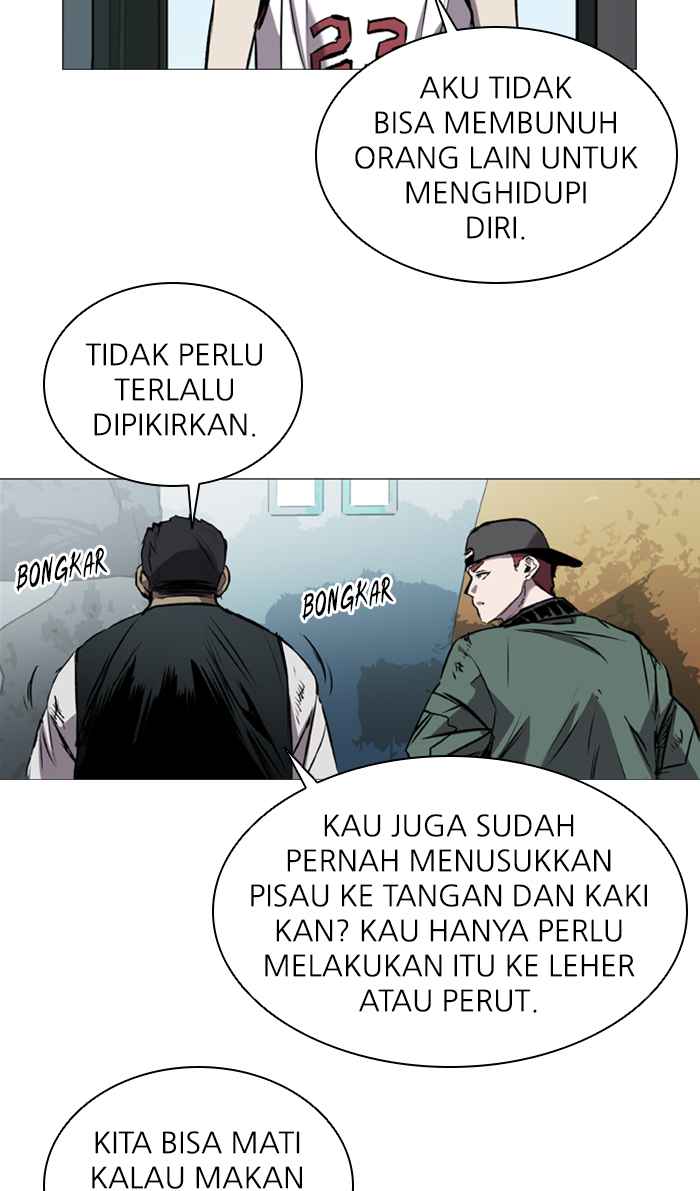 23
AKU TIDAK
BISA MEMBUNUH
ORANG LAIN UNTUK
MENGHIDUPI
DIRI.
TIDAK PERLU
TERLALU
DIPIKIRKAN.
BONGKAR
BONGKAR
KAU JUGA SUDAH
PERNAH MENUSUKKAN
PISAU KE TANGAN DAN KAKI
KAN? KAU HANYA PERLU
MELAKUKAN ITU KE LEHER
ATAU PERUT.
KITA BISA MATI
KALAU MAKAN